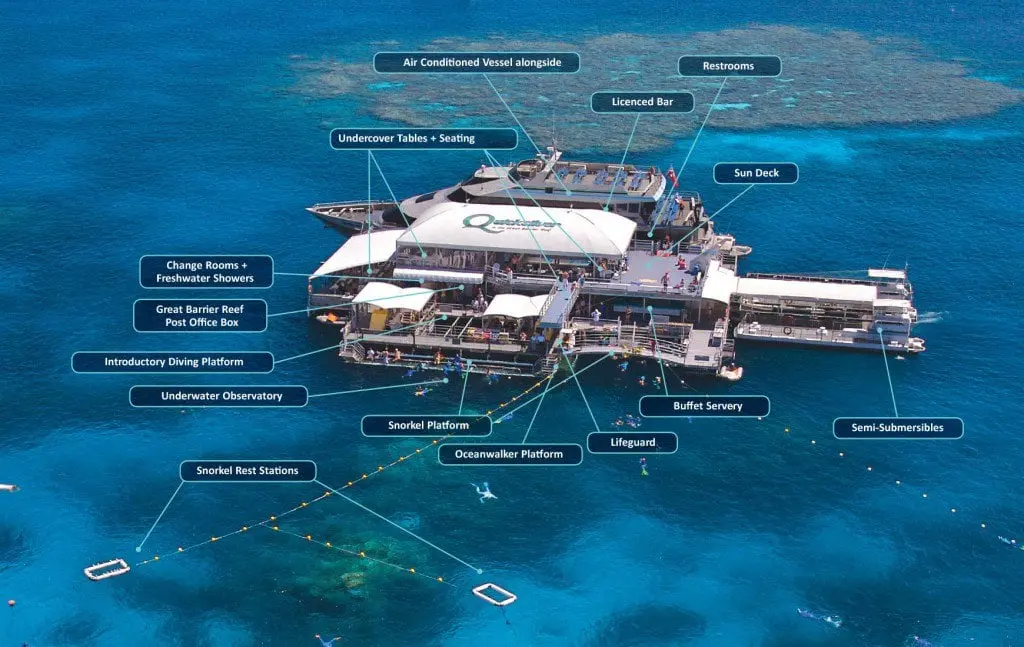 Air Conditioned Vessel alongside
Restrooms
Licenced Bar
Undercover Tables + Seating
Sun Deck
Quicksilver
Change Rooms +
Freshwater Showers
Great Barrier Reef
Post Office Box
Introductory Diving Platform
Underwater Observatory
Snorkel Platform
Buffet Servery
Semi-Submersibles
Lifeguard
Oceanwalker Platform
Snorkel Rest Stations